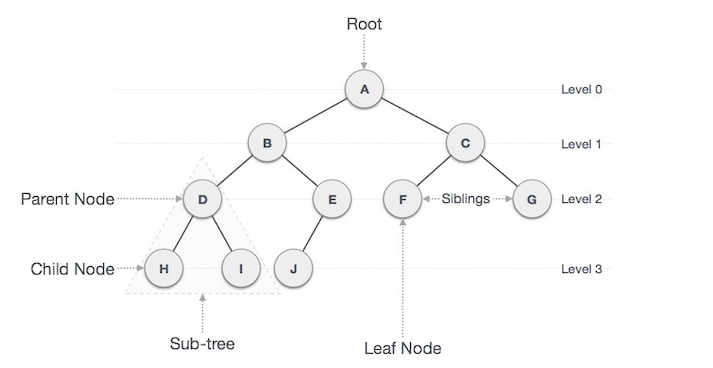 Root
A
Level 0
B
C
Level 1
Parent Node
D
E
F
Siblings
G
Level 2
Child Node
H
I
J
Level 3
Sub-tree
Leaf Node